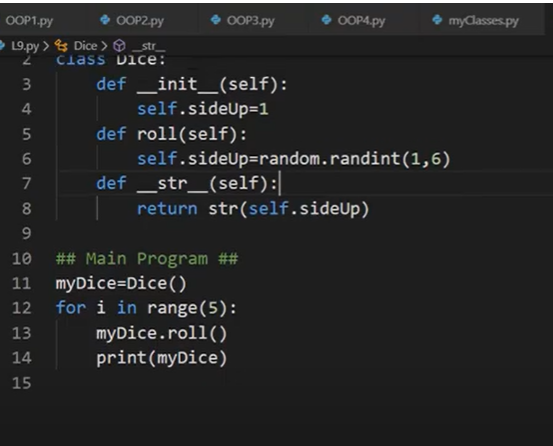 OOP1.py OOP2.py OOP3.py OOP4.py myClasses.py
L9.py > Dice > __str__
2 class Dice:
3     def __init__(self):
4         self.sideUp=1
5     def roll(self):
6         self.sideUp=random.randint(1,6)
7     def __str__(self):
8         return str(self.sideUp)
9
10 ## Main Program ##
11 myDice=Dice()
12 for i in range(5):
13     myDice.roll()
14     print(myDice)
15